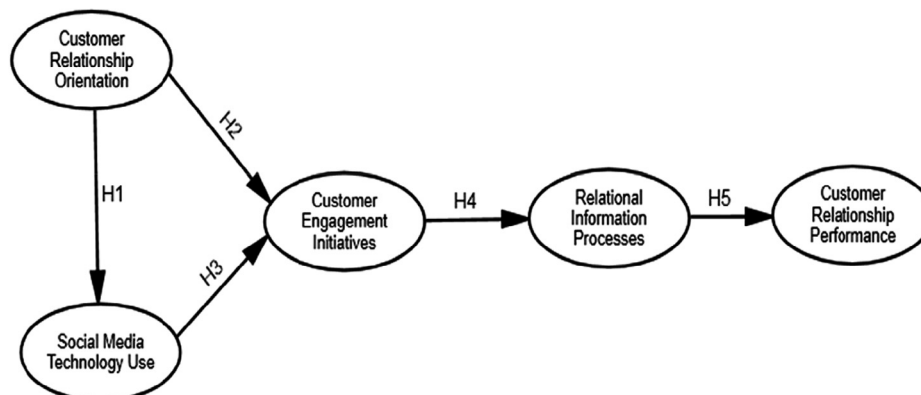 Customer
Relationship
Orientation
H2
H1
Customer
Engagement
Initiatives
H4
Relational
Information
Processes
H5
Customer
Relationship
Performance
H3
Social Media
Technology Use